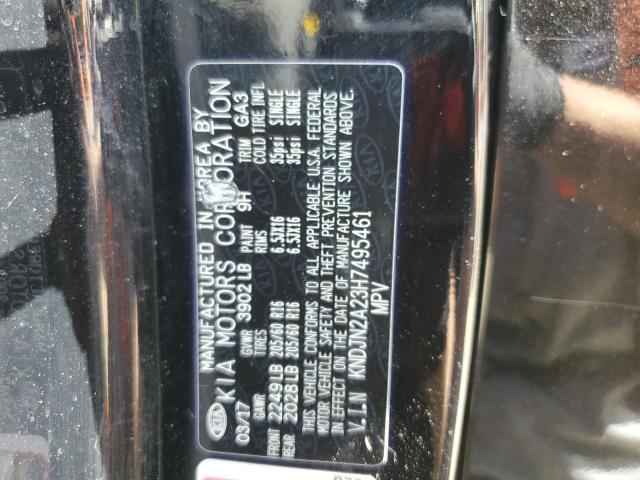 MANUFACTURED IN KOREA BY
KIA KIA MOTORS CORPORATION
03/17 GVWR 3902 LB PAINT 9H TRIM GA3
GAWR TIRES RIMS COLD TIRE INFL
FRONT 2249 LB 205/60 R16 6.5JX16 35psi SINGLE
REAR 2028 LB 205/60 R16 6.5JX16 35psi SINGLE
THIS VEHICLE CONFORMS TO ALL APPLICABLE U.S.A. FEDERAL
MOTOR VEHICLE SAFETY AND THEFT PREVENTION STANDARDS
IN EFFECT ON THE DATE OF MANUFACTURE SHOWN ABOVE.
V.I.N KNDJN2A23H7495461
MPV